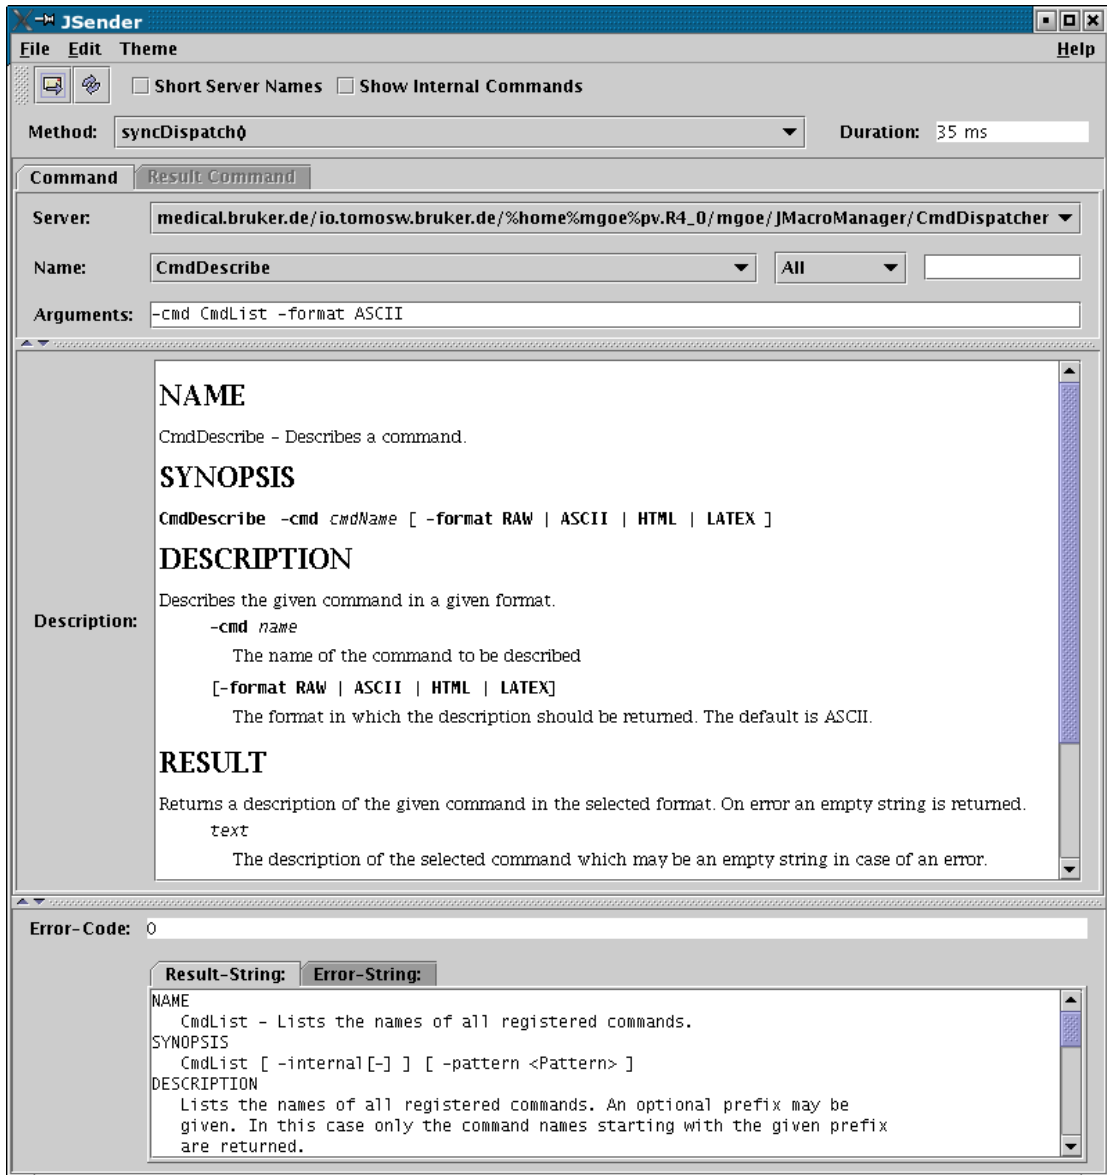 JSender
File Edit Theme Help
Short Server Names Show Internal Commands
Method: syncDispatch() Duration: 35 ms
Command Result Command
Server: medical.bruker.de/io.tomosw.bruker.de/%home%mgoe%pv.R4_0/mgoe/JMacroManager/CmdDispatcher
Name: CmdDescribe All
Arguments: -cmd CmdList -format ASCII
NAME
CmdDescribe - Describes a command.
SYNOPSIS
CmdDescribe -cmd cmdName [ -format RAW | ASCII | HTML | LATEX ]
DESCRIPTION
Describes the given command in a given format.
-cmd name
Description:
The name of the command to be described
[-format RAW | ASCII | HTML | LATEX]
The format in which the description should be returned. The default is ASCII.
RESULT
Returns a description of the given command in the selected format. On error an empty string is returned.
text
The description of the selected command which may be an empty string in case of an error.
Error-Code: 0
Result-String: Error-String:
NAME
CmdList - Lists the names of all registered commands.
SYNOPSIS
CmdList [ -internal[-] ] [ -pattern <Pattern> ]
DESCRIPTION
Lists the names of all registered commands. An optional prefix may be
given. In this case only the command names starting with the given prefix
are returned.